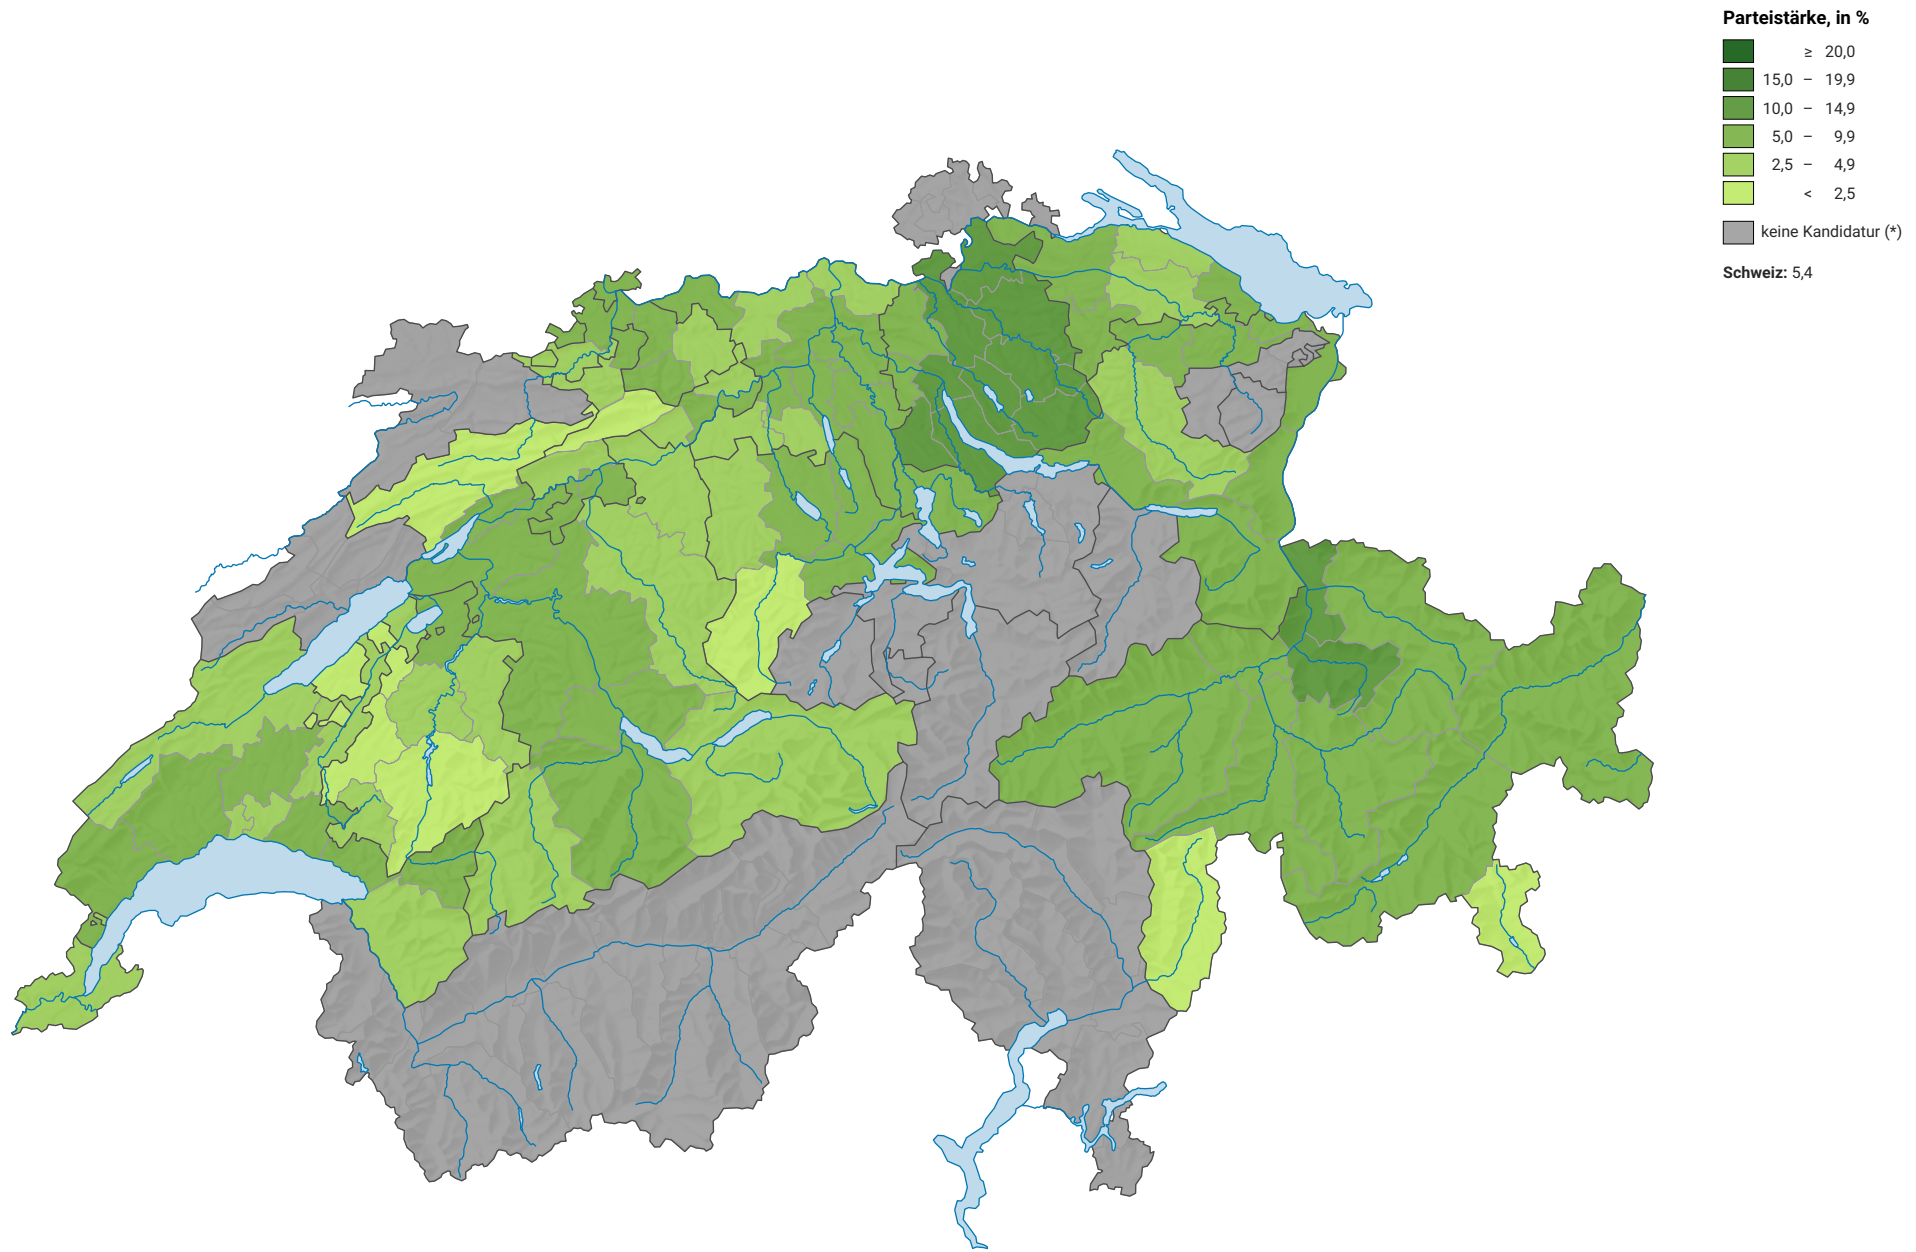 Parteistärke, in %
≥ 20,0
15,0 – 19,9
10,0 – 14,9
5,0 – 9,9
2,5 – 4,9
< 2,5
keine Kandidatur (*)
Schweiz: 5,4